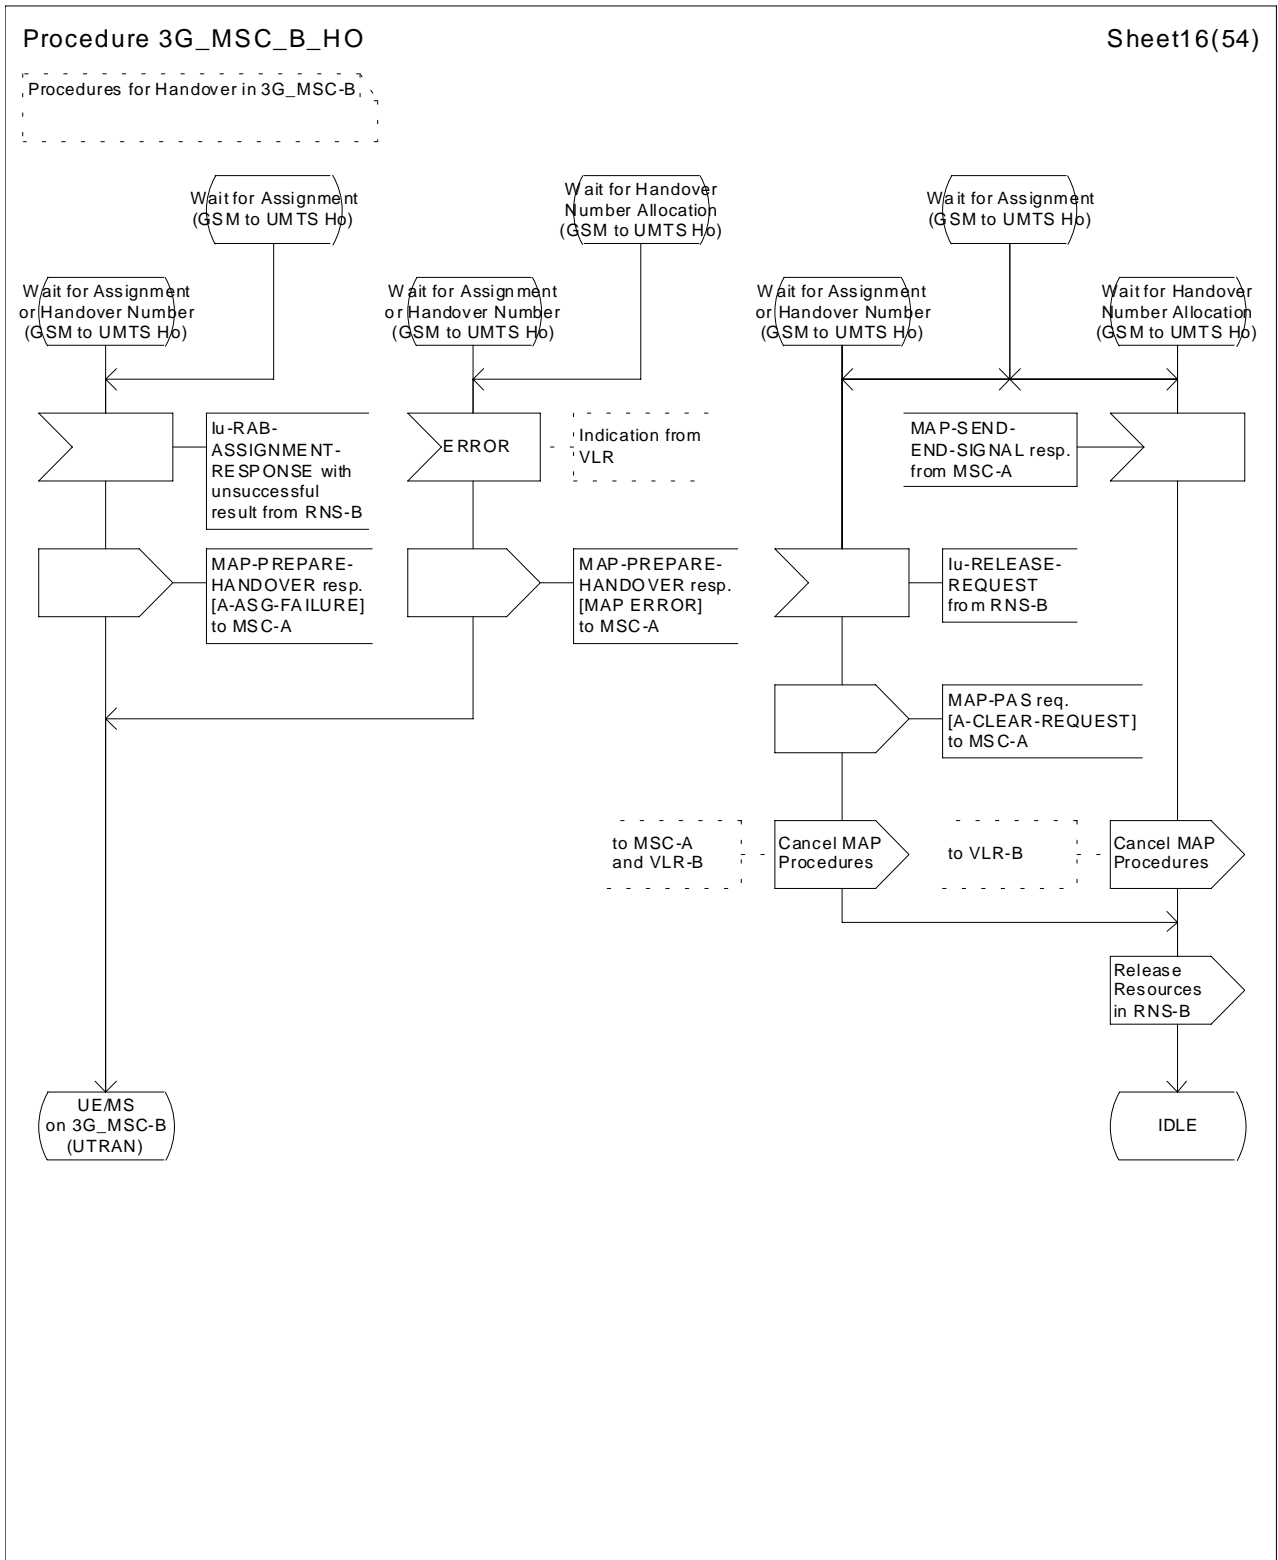 Procedure 3G_MSC_B_HO
Sheet16(54)
Procedures for Handover in 3G_MSC-B
Wait for Assignment
(GSM to UMTS Ho)
Wait for Handover
Number Allocation
(GSM to UMTS Ho)
Wait for Assignment
(GSM to UMTS Ho)
Wait for Assignment
or Handover Number
(GSM to UMTS Ho)
Wait for Assignment
or Handover Number
(GSM to UMTS Ho)
Wait for Assignment
or Handover Number
(GSM to UMTS Ho)
Wait for Handover
Number Allocation
(GSM to UMTS Ho)
Iu-RAB-
ASSIGNMENT-
RESPONSE with
unsuccessful
result from RNS-B
ERROR
Indication from
VLR
MAP-SEND-
END-SIGNAL resp.
from MSC-A
MAP-PREPARE-
HANDOVER resp.
[A-ASG-FAILURE]
to MSC-A
MAP-PREPARE-
HANDOVER resp.
[MAP ERROR]
to MSC-A
Iu-RELEASE-
REQUEST
from RNS-B
MAP-PAS req.
[A-CLEAR-REQUEST]
to MSC-A
to MSC-A
and VLR-B
Cancel MAP
Procedures
to VLR-B
Cancel MAP
Procedures
Release
Resources
in RNS-B
UE/MS
on 3G_MSC-B
(UTRAN)
IDLE